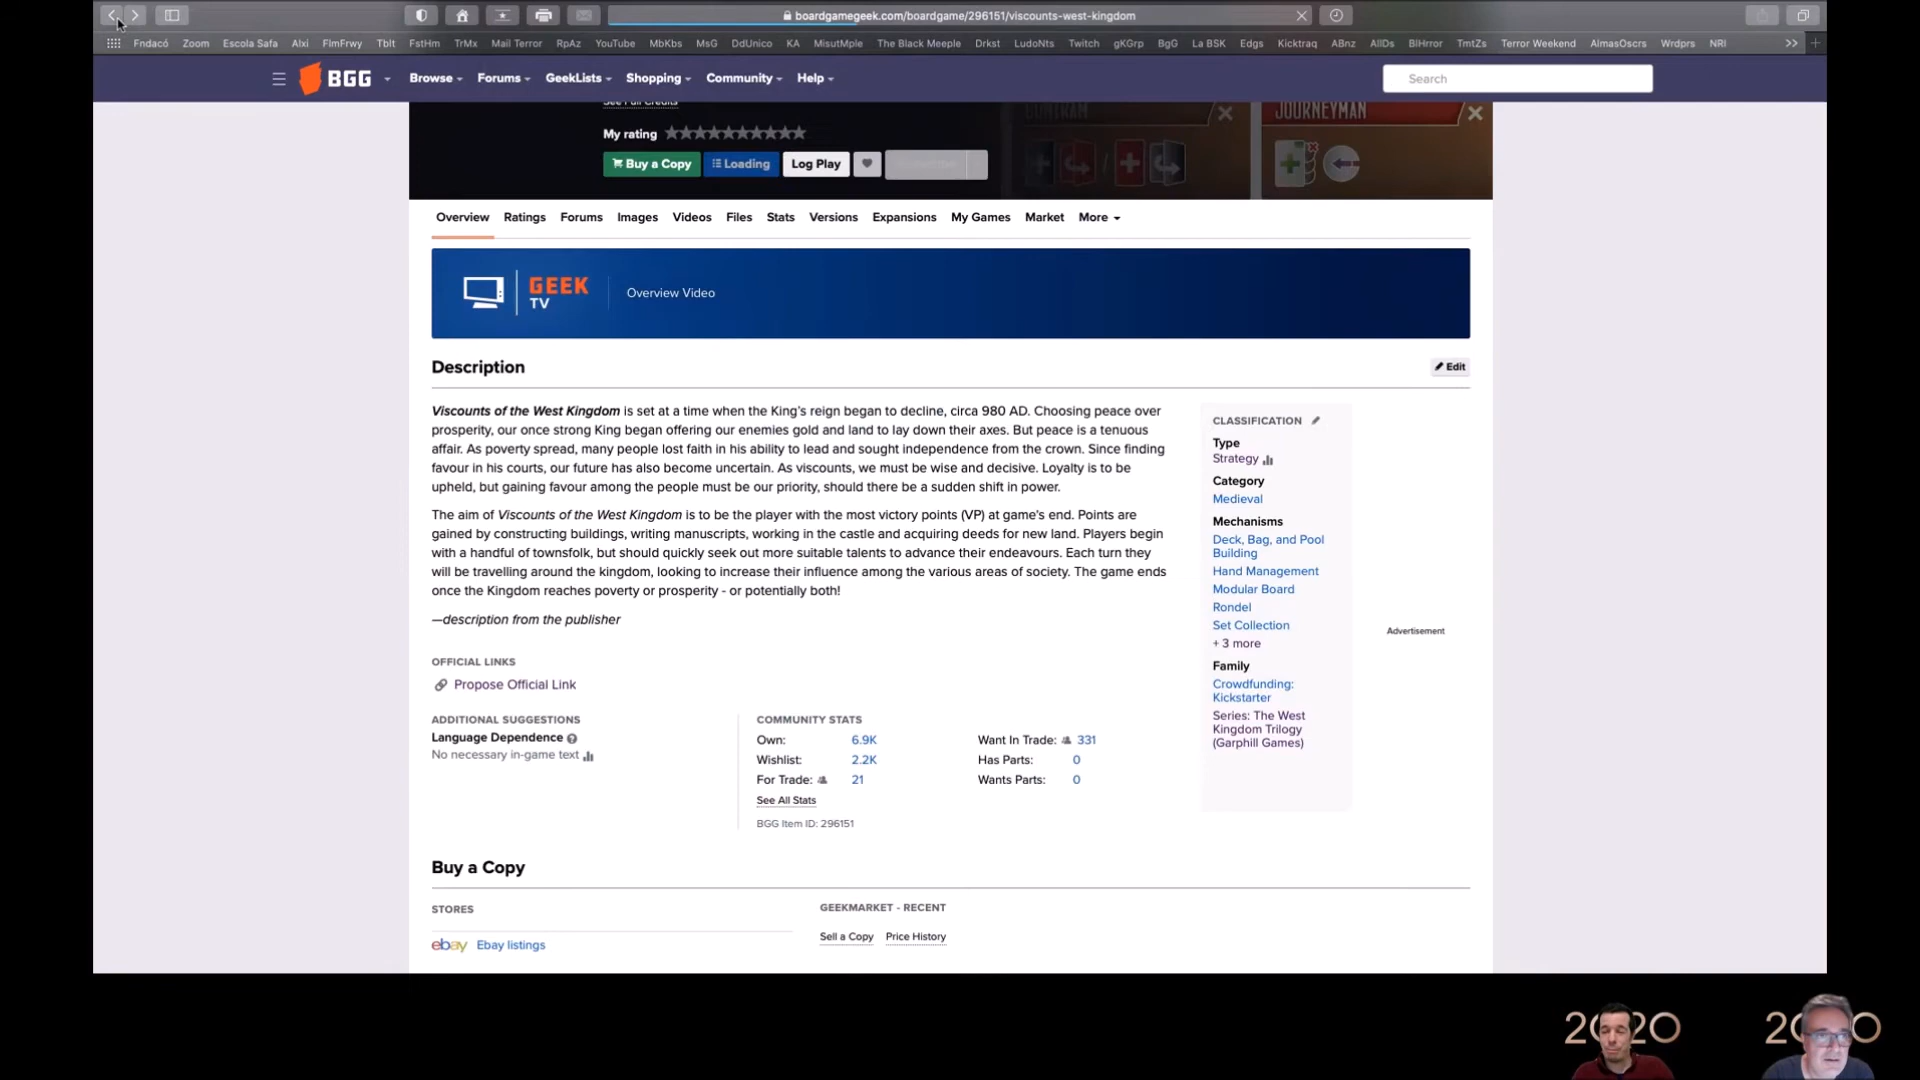 boardgamegeek.com/boardgame/296151/viscounts-west-kingdom
Fndacó Zoom Escola Safa Alxi FlmFrwy Tblt FstHm TrMx Mail Terror RpAz YouTube MbKbs MsG DdUnico KA MisutMple The Black Meeple Drkst LudoNts Twitch gKGrp BgG La BSK Edgs Kicktraq ABnz AllDs BlHrror TmtZs Terror Weekend AlmasOscrs Wrdprs NRI >> +
BGG Browse Forums GeekLists Shopping Community Help Search
See Full Credits
JOURNEYMAN
My rating
Buy a Copy Loading Log Play
Overview Ratings Forums Images Videos Files Stats Versions Expansions My Games Market More
GEEK
TV
Overview Video
Description
Edit
Viscounts of the West Kingdom is set at a time when the King's reign began to decline, circa 980 AD. Choosing peace over
prosperity, our once strong King began offering our enemies gold and land to lay down their axes. But peace is a tenuous
affair. As poverty spread, many people lost faith in his ability to lead and sought independence from the crown. Since finding
favour in his courts, our future has also become uncertain. As viscounts, we must be wise and decisive. Loyalty is to be
upheld, but gaining favour among the people must be our priority, should there be a sudden shift in power.
The aim of Viscounts of the West Kingdom is to be the player with the most victory points (VP) at game's end. Points are
gained by constructing buildings, writing manuscripts, working in the castle and acquiring deeds for new land. Players begin
with a handful of townsfolk, but should quickly seek out more suitable talents to advance their endeavours. Each turn they
will be travelling around the kingdom, looking to increase their influence among the various areas of society. The game ends
once the Kingdom reaches poverty or prosperity - or potentially both!
—description from the publisher
CLASSIFICATION
Type
Strategy
Category
Medieval
Mechanisms
Deck, Bag, and Pool
Building
Hand Management
Modular Board
Rondel
Set Collection
+ 3 more
Family
Crowdfunding:
Kickstarter
Series: The West
Kingdom Trilogy
(Garphill Games)
Advertisement
OFFICIAL LINKS
Propose Official Link
ADDITIONAL SUGGESTIONS
Language Dependence
No necessary in-game text
COMMUNITY STATS
Own: 6.9K
Wishlist: 2.2K
For Trade: 21
Want In Trade: 331
Has Parts: 0
Wants Parts: 0
See All Stats
BGG Item ID: 296151
Buy a Copy
STORES
ebay Ebay listings
GEEKMARKET - RECENT
Sell a Copy Price History
2020 2020